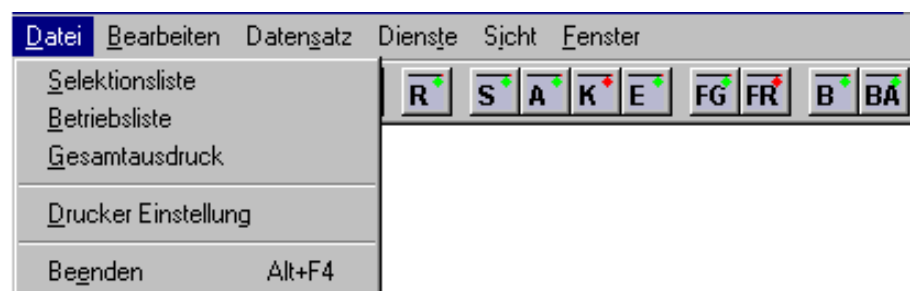 Datei Bearbeiten Datensatz Dienste Sicht Fenster
R S A K E FG FR B BA
Selektionsliste
Betriebsliste
Gesamtausdruck
Drucker Einstellung
Beenden Alt+F4